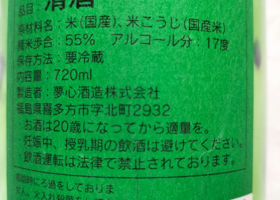 品目:清酒
原材料名:米(国産)、米こうじ(国産米)
精米歩合:55% アルコール分:17度
保存方法:要冷蔵
内容量:720ml
製造者:夢心酒造株式会社
福島県喜多方市字北町2932
・お酒は20歳になってから適量を。
・妊娠中、授乳期の飲酒は避けてください。
・飲酒運転は法律で禁止されております。